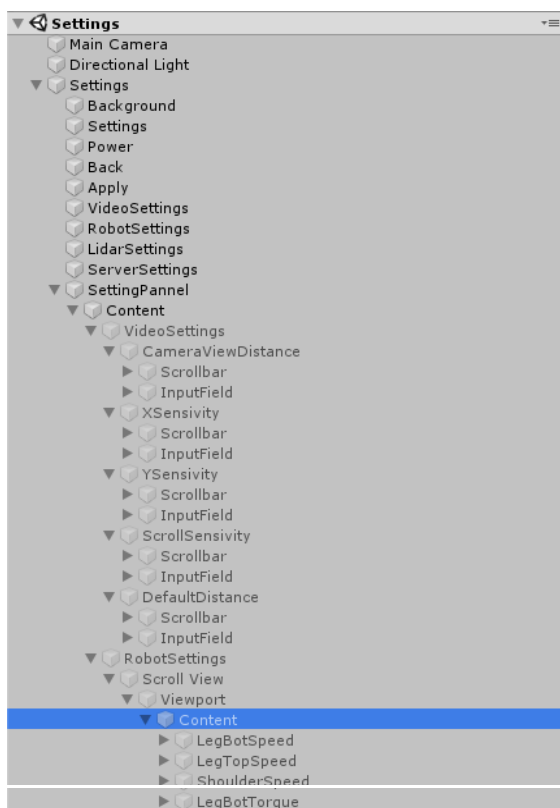 Settings
Main Camera
Directional Light
Settings
Background
Settings
Power
Back
Apply
VideoSettings
RobotSettings
LidarSettings
ServerSettings
SettingPannel
Content
VideoSettings
CameraViewDistance
Scrollbar
InputField
XSensivity
Scrollbar
InputField
YSensivity
Scrollbar
InputField
ScrollSensivity
Scrollbar
InputField
DefaultDistance
Scrollbar
InputField
RobotSettings
Scroll View
Viewport
Content
LegBotSpeed
LegTopSpeed
ShoulderSpeed
LegBotTorque